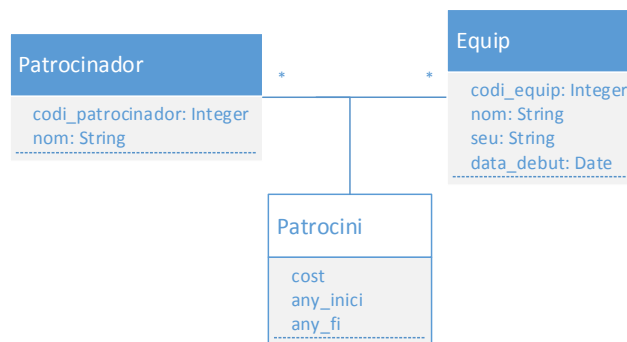 Patrocinador
codi_patrocinador: Integer
nom: String
*
*
Equip
codi_equip: Integer
nom: String
seu: String
data_debut: Date
Patrocini
cost
any_inici
any_fi